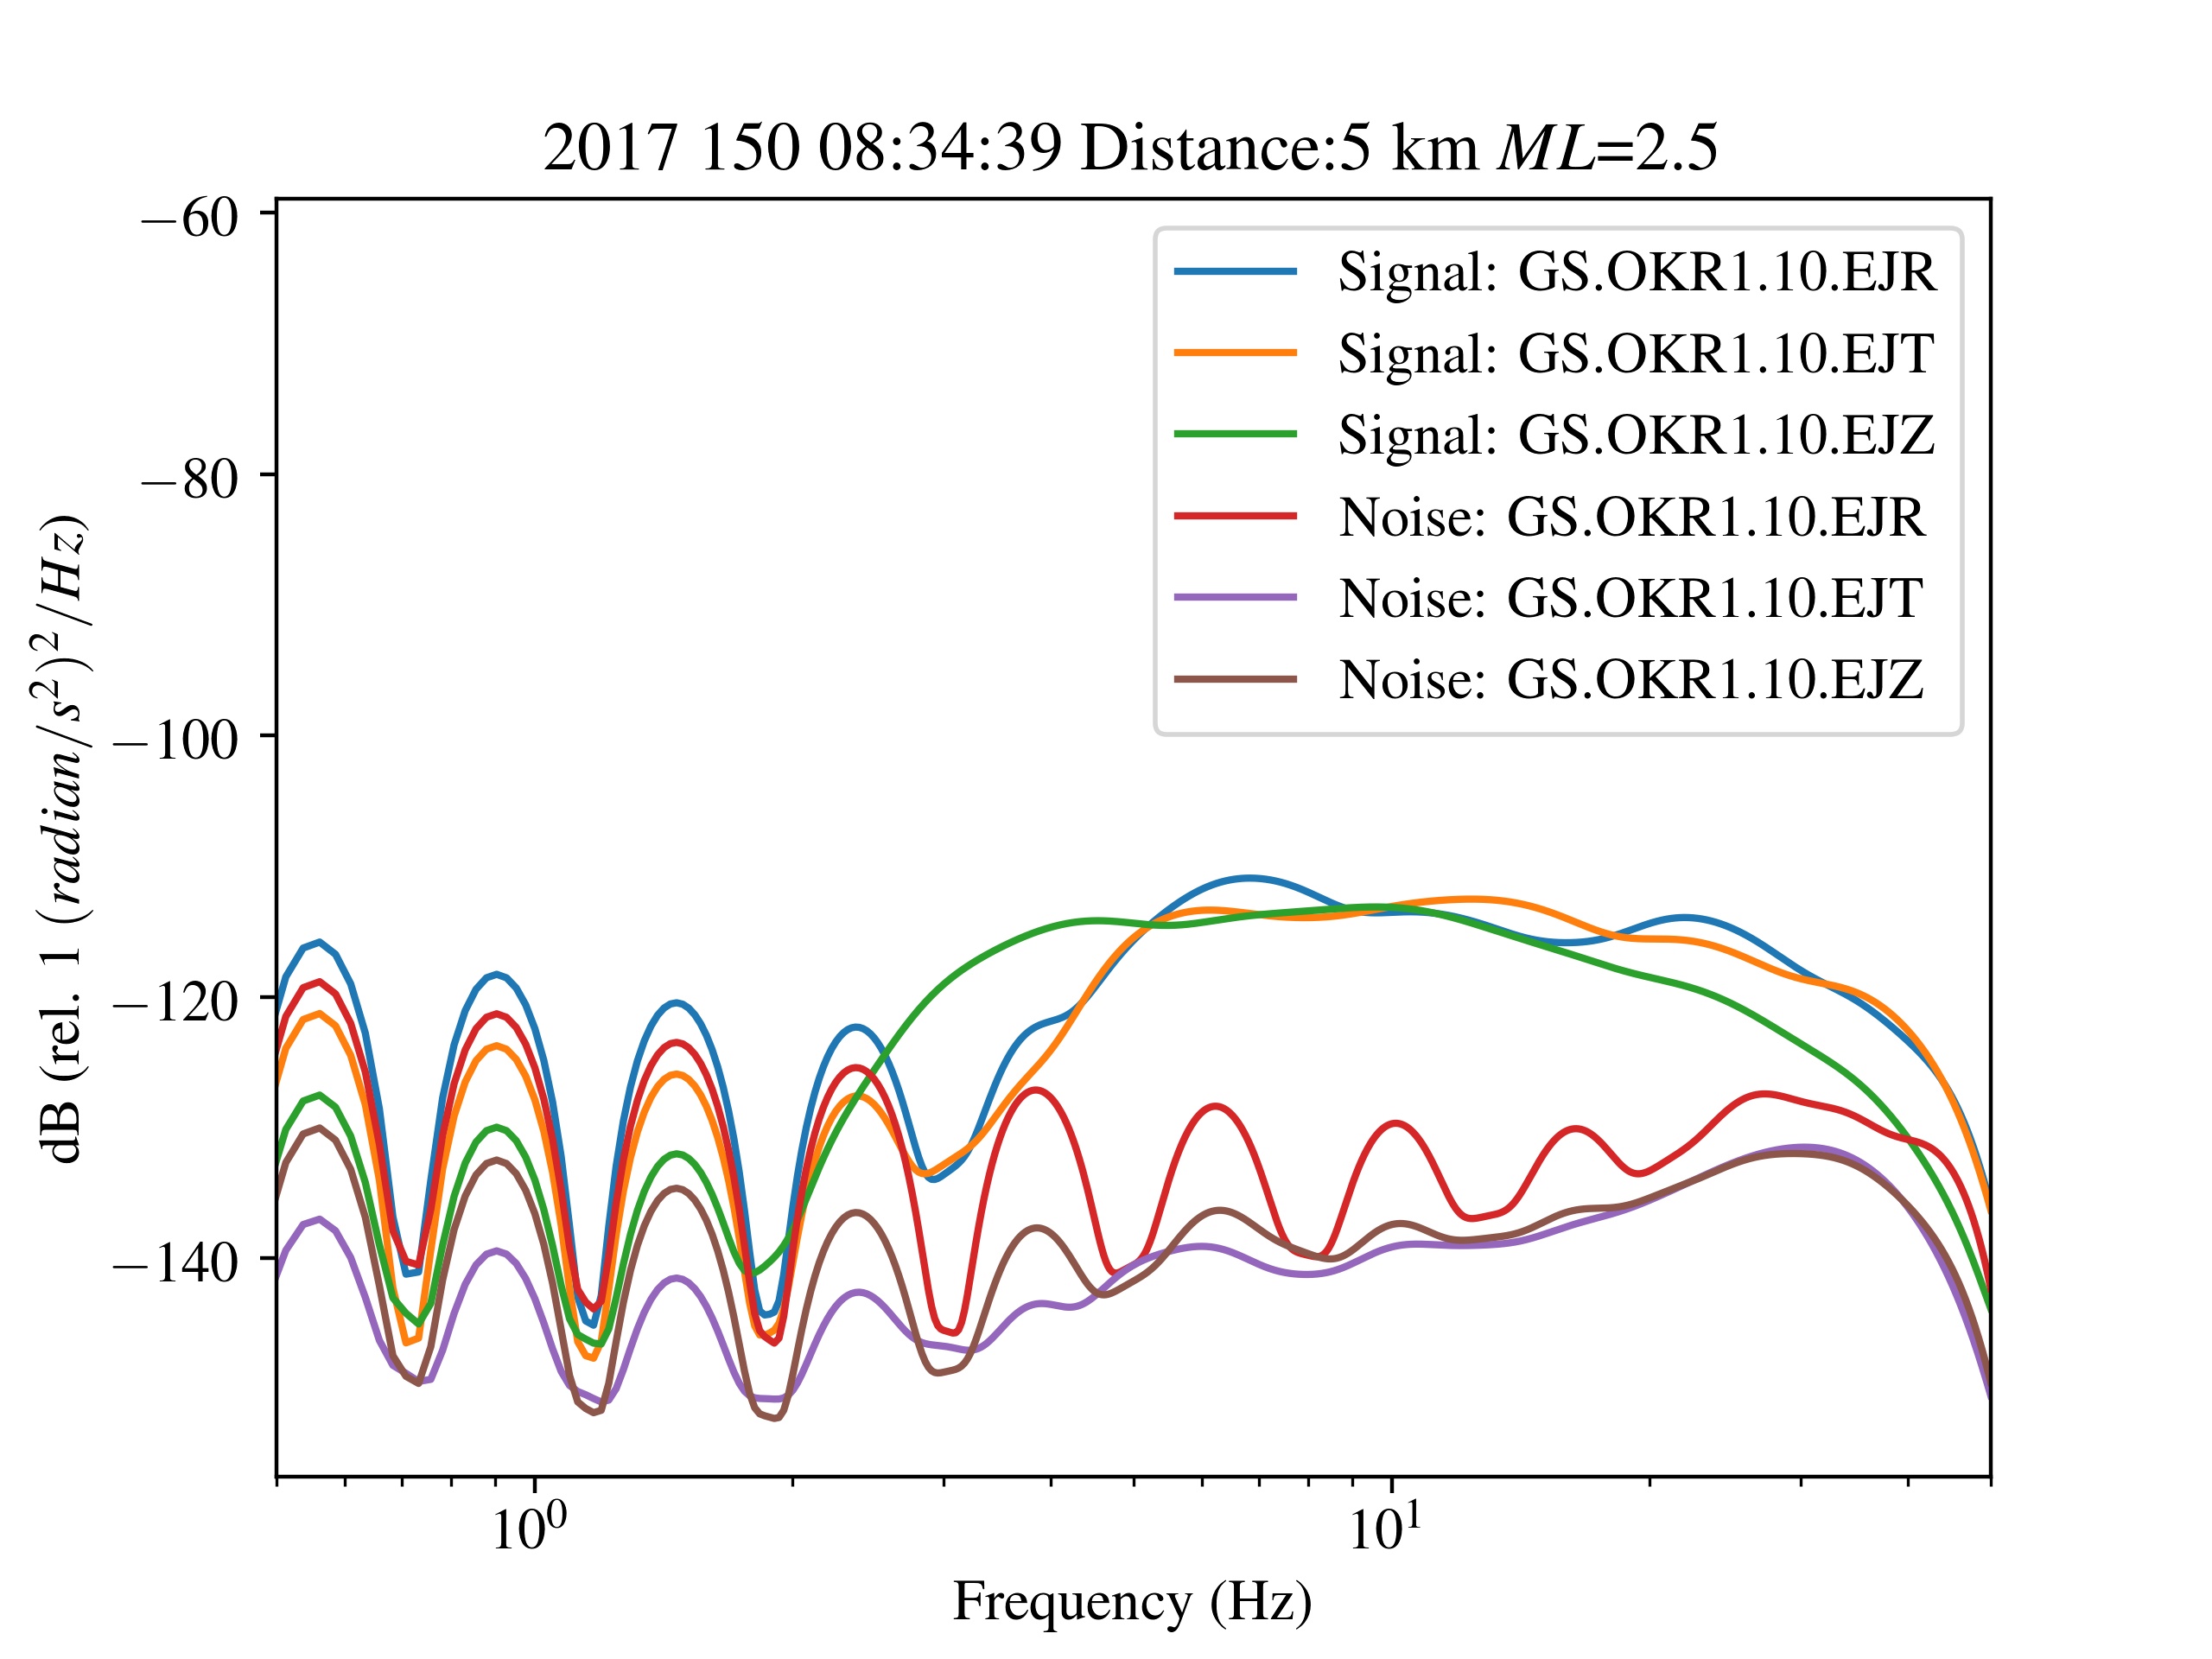 2017 150 08:34:39 Distance:5 km ML=2.5
dB (rel. 1 (radian/s²)²/Hz)
−60
−80
−100
−120
−140
Signal: GS.OKR1.10.EJR
Signal: GS.OKR1.10.EJT
Signal: GS.OKR1.10.EJZ
Noise: GS.OKR1.10.EJR
Noise: GS.OKR1.10.EJT
Noise: GS.OKR1.10.EJZ
10⁰ 10¹
Frequency (Hz)